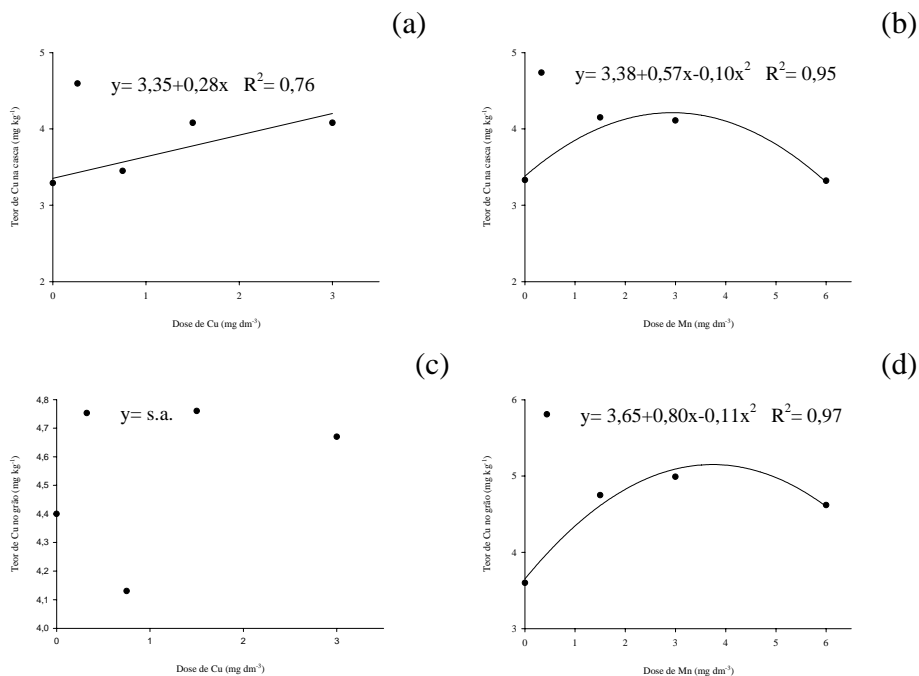 (a)
y= 3,35+0,28x R²= 0,76
Teor de Cu na casca (mg kg⁻¹)
5
4
3
2
0 1 2 3
Dose de Cu (mg dm⁻³)
(b)
y= 3,38+0,57x-0,10x² R²= 0,95
Teor de Cu na casca (mg kg⁻¹)
5
4
3
2
0 1 2 3 4 5 6
Dose de Mn (mg dm⁻³)
(c)
y= s.a.
Teor de Cu no grão (mg kg⁻¹)
4,8
4,7
4,6
4,5
4,4
4,3
4,2
4,1
4,0
0 1 2 3
Dose de Cu (mg dm⁻³)
(d)
y= 3,65+0,80x-0,11x² R²= 0,97
Teor de Cu no grão (mg kg⁻¹)
6
5
4
3
0 1 2 3 4 5 6
Dose de Mn (mg dm⁻³)